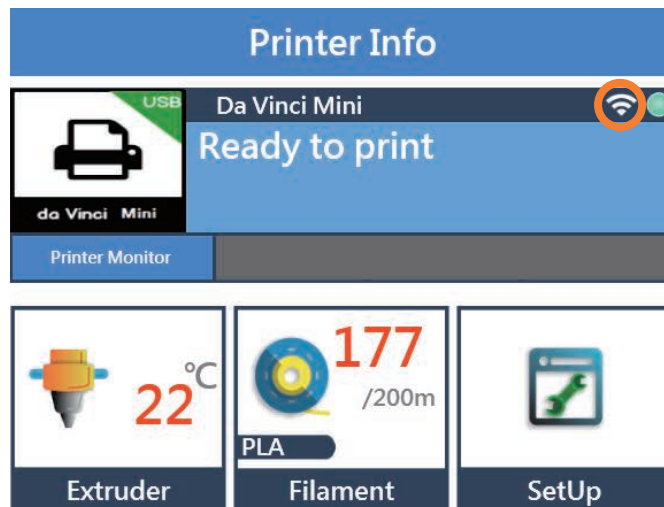 Printer Info
USB
Da Vinci Mini
Ready to print
da Vinci Mini
Printer Monitor
22 °C
177
/200m
PLA
Extruder
Filament
SetUp